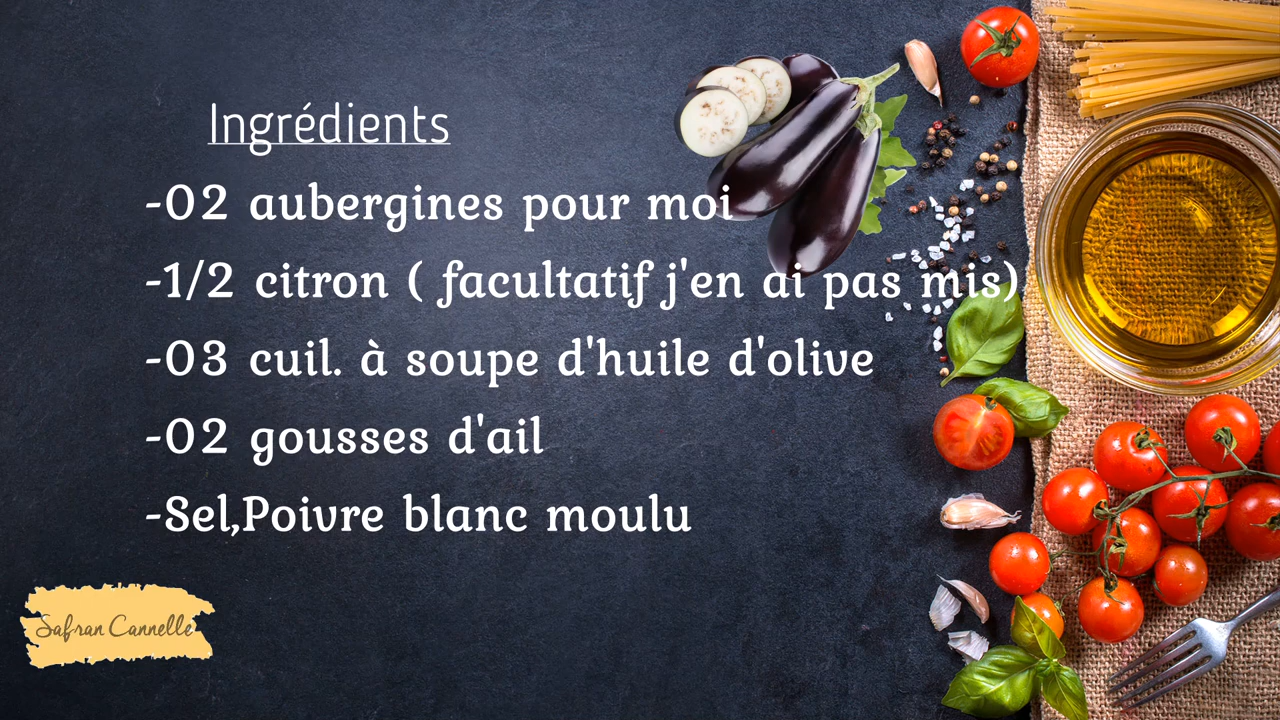 Ingrédients
-02 aubergines pour moi
-1/2 citron ( facultatif j'en ai pas mis)
-03 cuil. à soupe d'huile d'olive
-02 gousses d'ail
-Sel,Poivre blanc moulu
Safran Cannelle